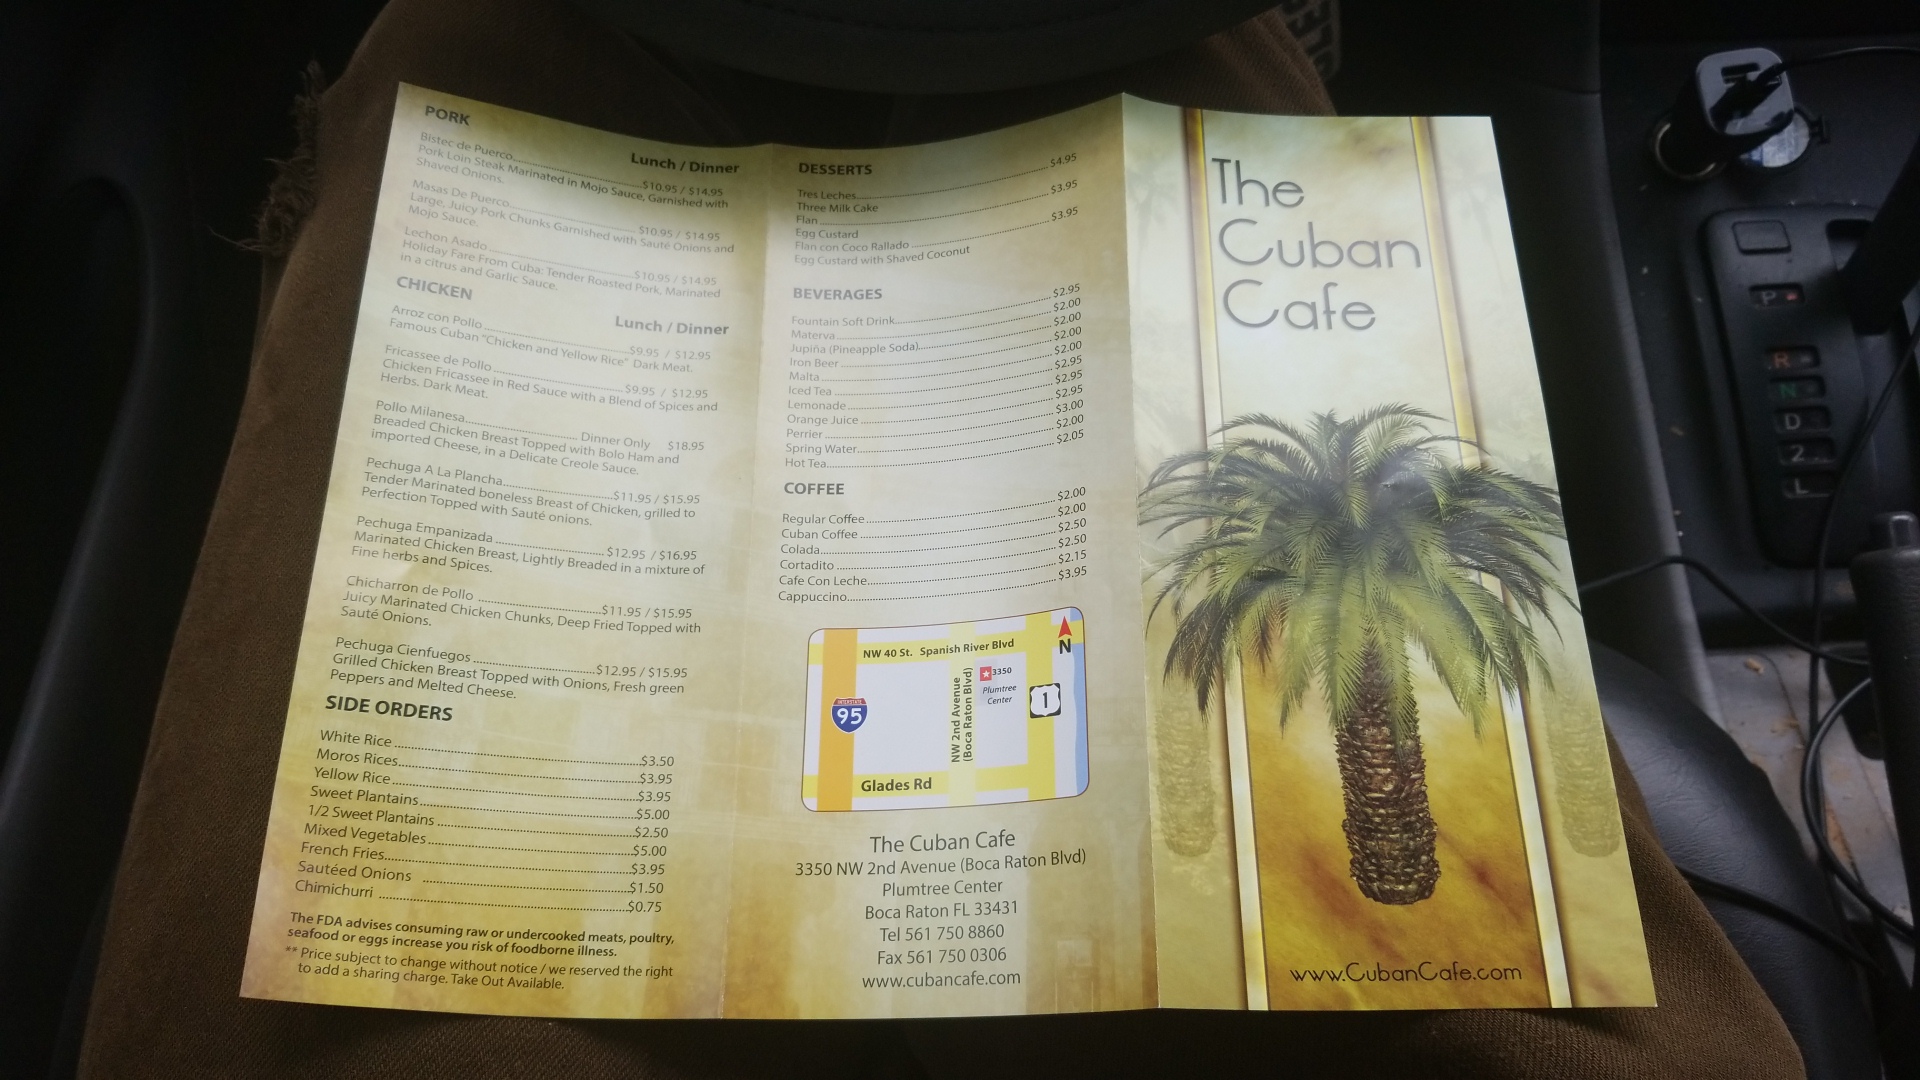 PORK
Lunch / Dinner
Bistec de Puerco.....$10.95 / $14.95
Pork Loin Steak Marinated in Mojo Sauce, Garnished with
Shaved Onions.
Masas De Puerco.....$10.95 / $14.95
Large, Juicy Pork Chunks Garnished with Sauté Onions and
Mojo Sauce.
Lechon Asado.....$10.95 / $14.95
Holiday Fare From Cuba: Tender Roasted Pork, Marinated
in a citrus and Garlic Sauce.
CHICKEN
Lunch / Dinner
Arroz con Pollo.....$9.95 / $12.95
Famous Cuban "Chicken and Yellow Rice" Dark Meat.
Fricassee de Pollo.....$9.95 / $12.95
Chicken Fricassee in Red Sauce with a Blend of Spices and
Herbs. Dark Meat.
Pollo Milanesa.....Dinner Only $18.95
Breaded Chicken Breast Topped with Bolo Ham and
imported Cheese, in a Delicate Creole Sauce.
Pechuga A La Plancha.....$11.95 / $15.95
Tender Marinated boneless Breast of Chicken, grilled to
Perfection Topped with Sauté onions.
Pechuga Empanizada.....$12.95 / $16.95
Marinated Chicken Breast, Lightly Breaded in a mixture of
Fine herbs and Spices.
Chicharron de Pollo.....$11.95 / $15.95
Juicy Marinated Chicken Chunks, Deep Fried Topped with
Sauté Onions.
Pechuga Cienfuegos.....$12.95 / $15.95
Grilled Chicken Breast Topped with Onions, Fresh green
Peppers and Melted Cheese.
SIDE ORDERS
White Rice.....$3.50
Moros Rices.....$3.95
Yellow Rice.....$3.95
Sweet Plantains.....$5.00
1/2 Sweet Plantains.....$2.50
Mixed Vegetables.....$5.00
French Fries.....$3.95
Sautéed Onions.....$1.50
Chimichurri.....$0.75
The FDA advises consuming raw or undercooked meats, poultry,
seafood or eggs increase you risk of foodborne illness.
** Price subject to change without notice / we reserved the right
to add a sharing charge. Take Out Available.
DESSERTS
Tres Leches.....$4.95
Three Milk Cake
Flan.....$3.95
Egg Custard
Flan con Coco Rallado.....$3.95
Egg Custard with Shaved Coconut
BEVERAGES
Fountain Soft Drink.....$2.95
Materva.....$2.00
Jupiña (Pineapple Soda).....$2.00
Iron Beer.....$2.00
Malta.....$2.00
Iced Tea.....$2.95
Lemonade.....$2.95
Orange Juice.....$2.95
Perrier.....$3.00
Spring Water.....$2.00
Hot Tea.....$2.05
COFFEE
Regular Coffee.....$2.00
Cuban Coffee.....$2.00
Colada.....$2.50
Cortadito.....$2.50
Cafe Con Leche.....$2.15
Cappuccino.....$3.95
NW 40 St. Spanish River Blvd
N
3350
Plumtree
Center
NW 2nd Avenue
(Boca Raton Blvd)
INTERSTATE
95
1
Glades Rd
The Cuban Cafe
3350 NW 2nd Avenue (Boca Raton Blvd)
Plumtree Center
Boca Raton FL 33431
Tel 561 750 8860
Fax 561 750 0306
www.cubancafe.com
The
Cuban
Cafe
www.CubanCafe.com
P
R
N
D
2
L